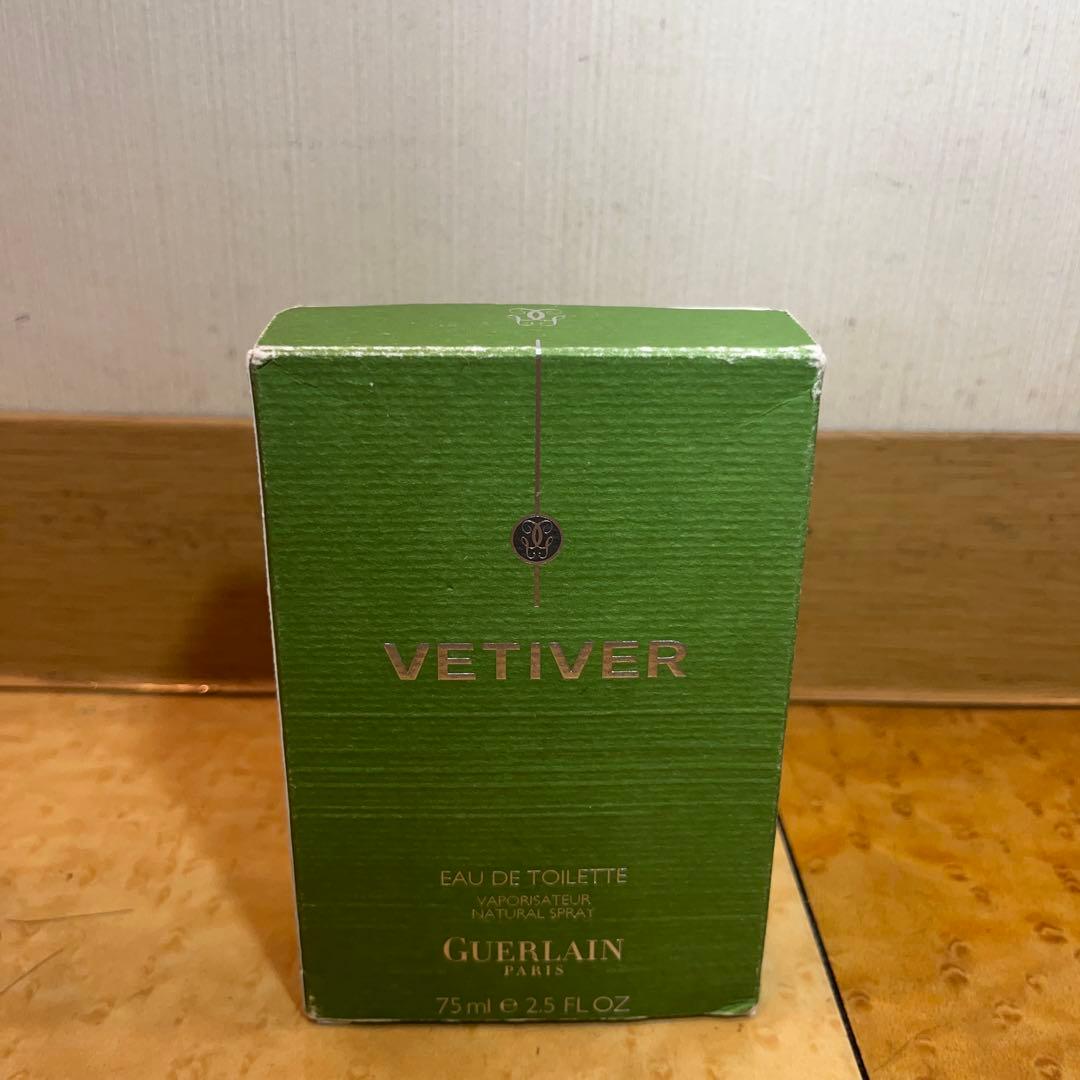 VETIVER
EAU DE TOILETTE
VAPORISATEUR
NATURAL SPRAY
GUERLAIN
PARIS
75 ml e 2.5 FL OZ